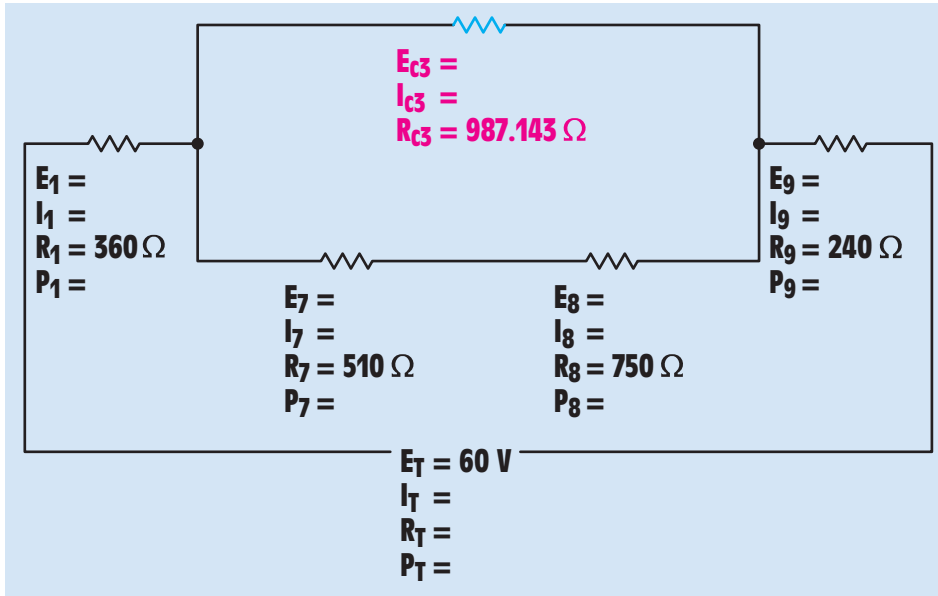 E_C3 =
I_C3 =
R_C3 = 987.143 Ω
E_1 =
I_1 =
R_1 = 360 Ω
P_1 =
E_9 =
I_9 =
R_9 = 240 Ω
P_9 =
E_7 =
I_7 =
R_7 = 510 Ω
P_7 =
E_8 =
I_8 =
R_8 = 750 Ω
P_8 =
E_T = 60 V
I_T =
R_T =
P_T =